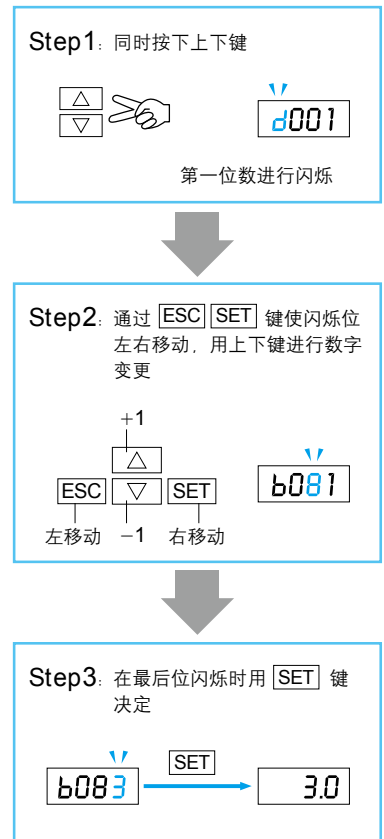 Step1：同时按下上下键
△
▽
d001
第一位数进行闪烁
Step2：通过 ESC SET 键使闪烁位
左右移动，用上下键进行数字
变更
+1
△
ESC ▽ SET
b081
左移动 −1 右移动
Step3：在最后位闪烁时用 SET 键
决定
SET
b083 3.0